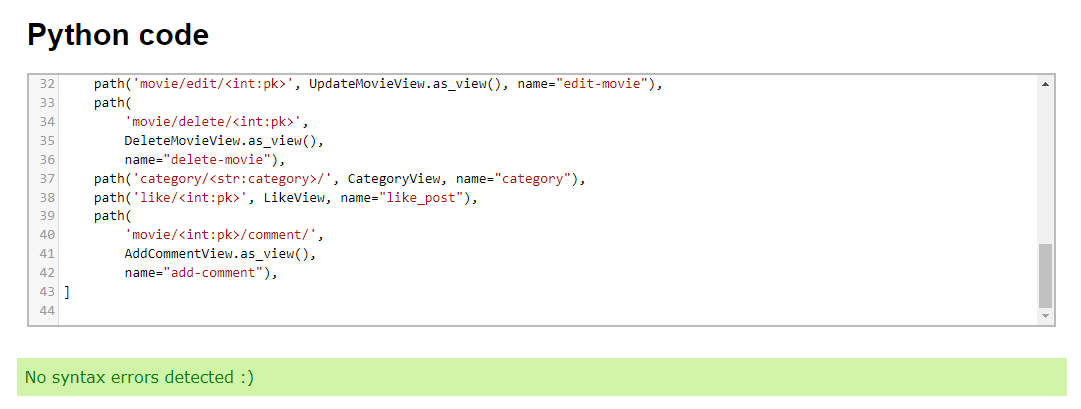 Python code
32     path('movie/edit/<int:pk>', UpdateMovieView.as_view(), name="edit-movie"),
33     path(
34         'movie/delete/<int:pk>',
35         DeleteMovieView.as_view(),
36         name="delete-movie"),
37     path('category/<str:category>/', CategoryView, name="category"),
38     path('like/<int:pk>', LikeView, name="like_post"),
39     path(
40         'movie/<int:pk>/comment/',
41         AddCommentView.as_view(),
42         name="add-comment"),
43 ]
44
No syntax errors detected :)